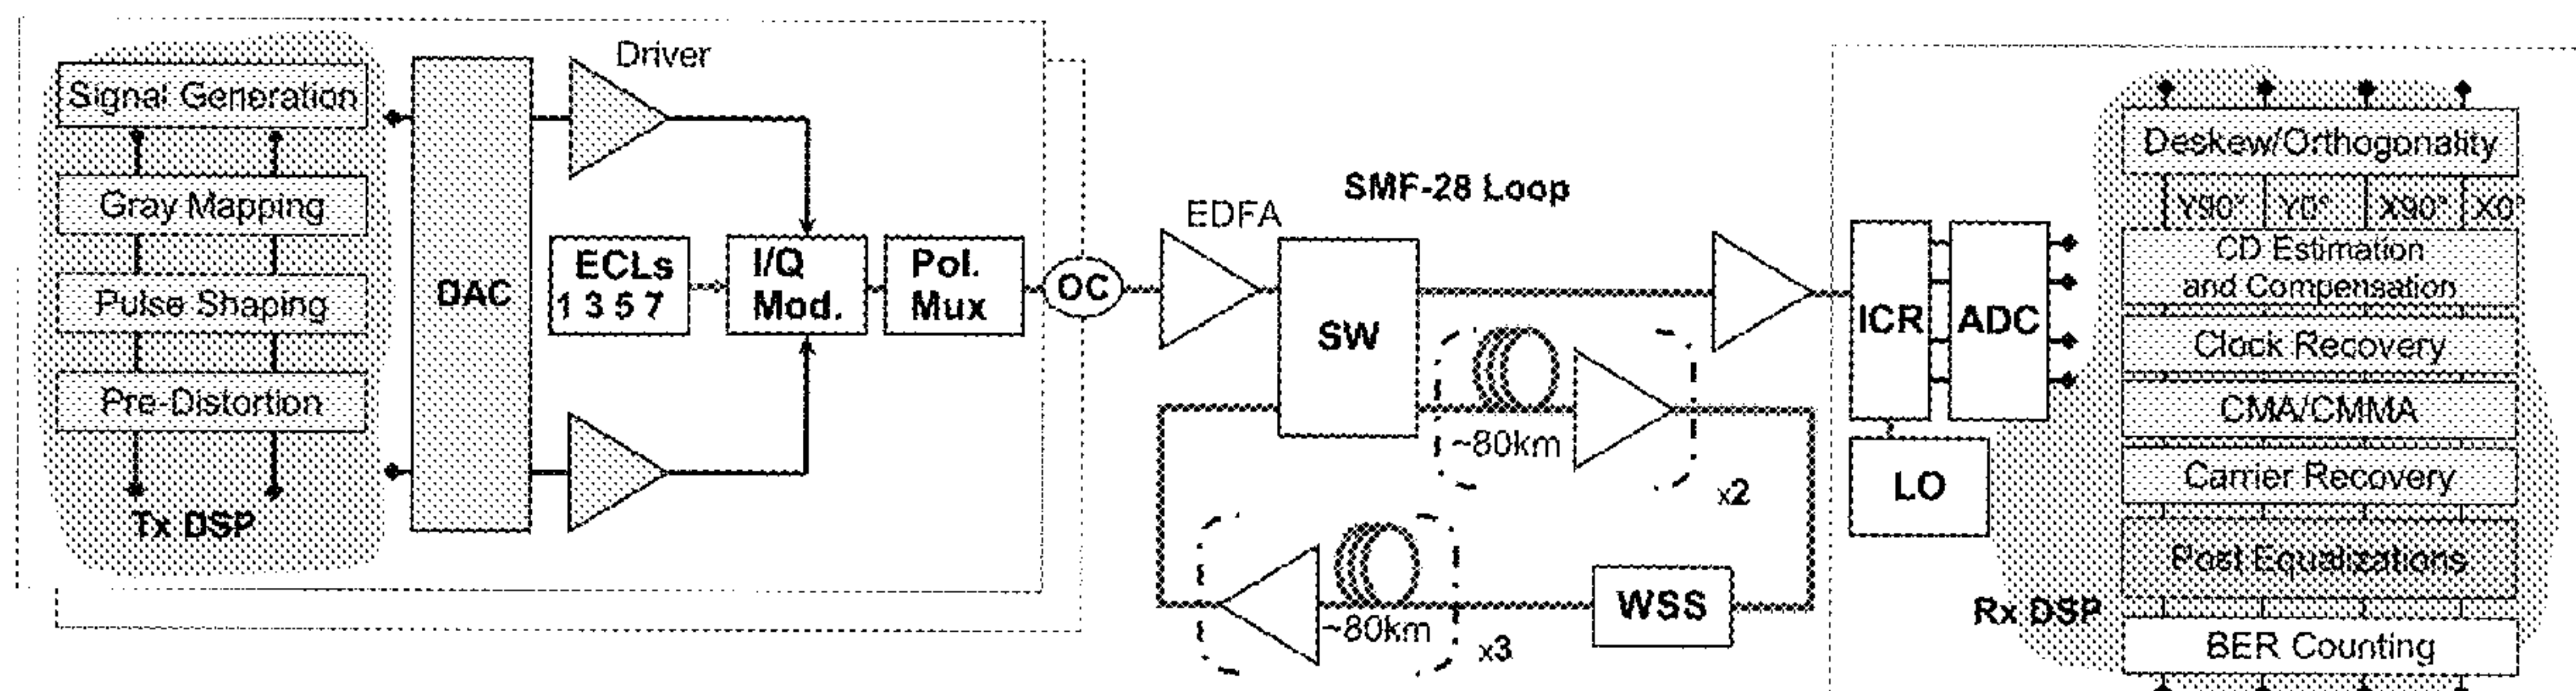 Signal Generation
Gray Mapping
Pulse Shaping
Pre-Distortion
Tx DSP
DAC
Driver
ECLs
1 3 5 7
I/Q
Mod.
Pol.
Mux
OC
EDFA
SMF-28 Loop
SW
~80km
x2
WSS
~80km
x3
ICR
ADC
LO
Deskew/Orthogonality
Y90° Y0° X90° X0°
CD Estimation
and Compensation
Clock Recovery
CMA/CMMA
Carrier Recovery
Post Equalizations
BER Counting
Rx DSP